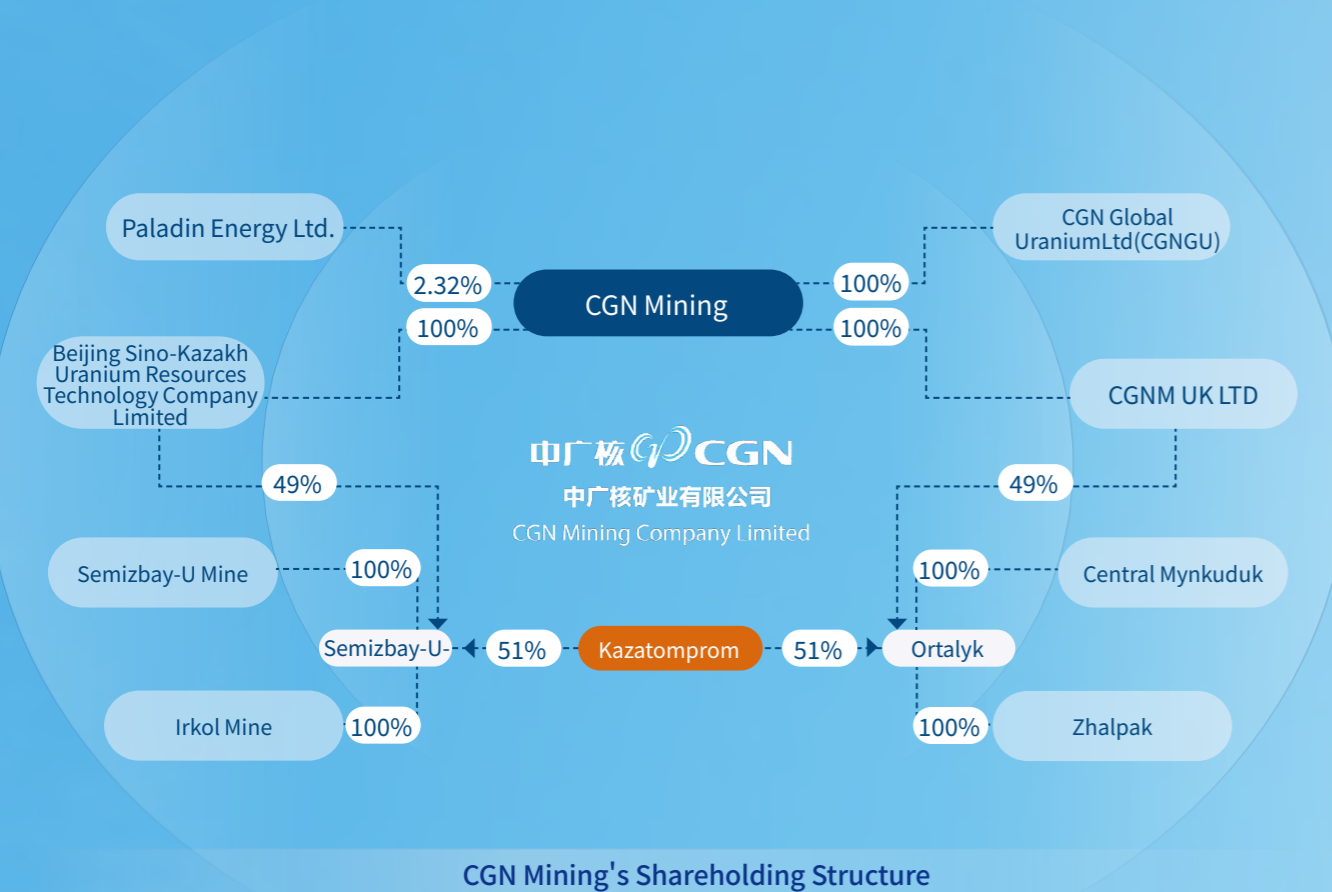 Paladin Energy Ltd.
CGN Global
UraniumLtd(CGNGU)
2.32%
CGN Mining
100%
100%
100%
Beijing Sino-Kazakh
Uranium Resources
Technology Company
Limited
CGNM UK LTD
中广核 CGN
中广核矿业有限公司
CGN Mining Company Limited
49%
49%
Semizbay-U Mine
100%
100%
Central Mynkuduk
Semizbay-U-
51%
Kazatomprom
51%
Ortalyk
Irkol Mine
100%
100%
Zhalpak
CGN Mining's Shareholding Structure